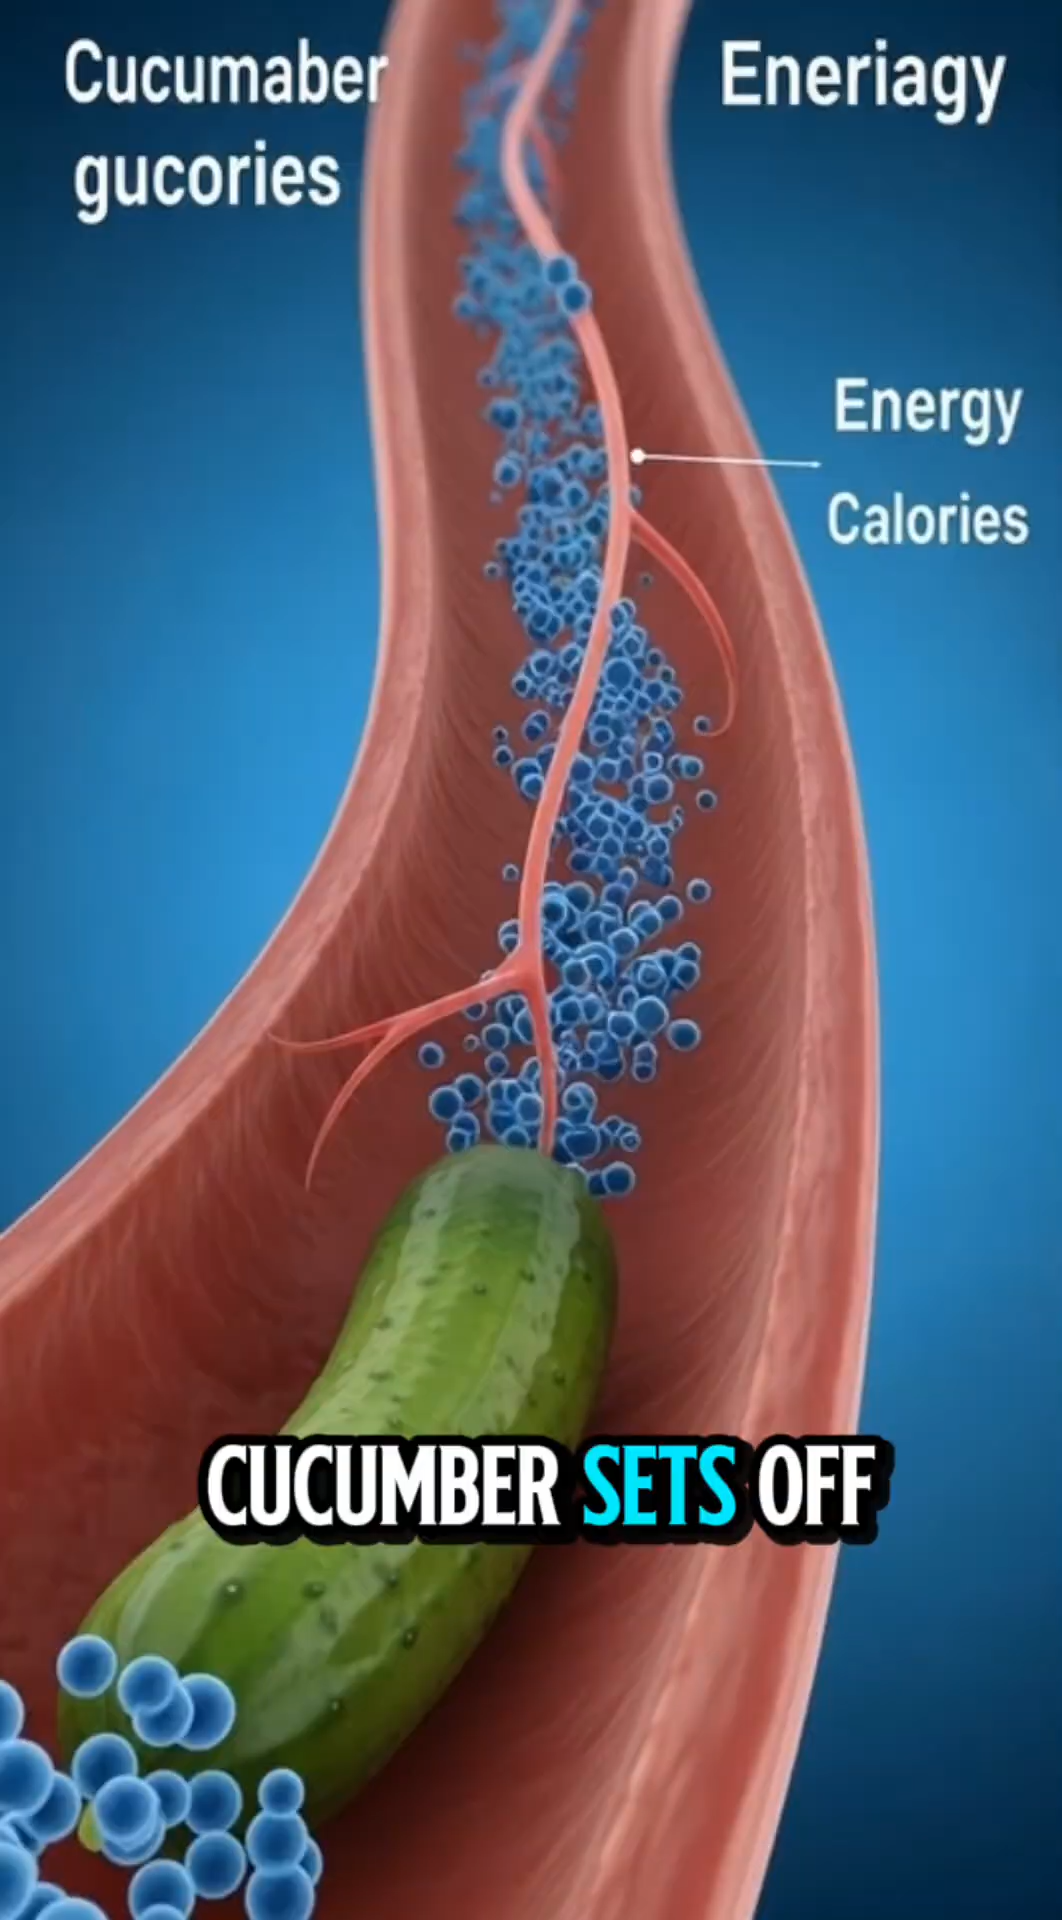 Cucumaber
gucories
Eneriagy
Energy
Calories
CUCUMBER SETS OFF